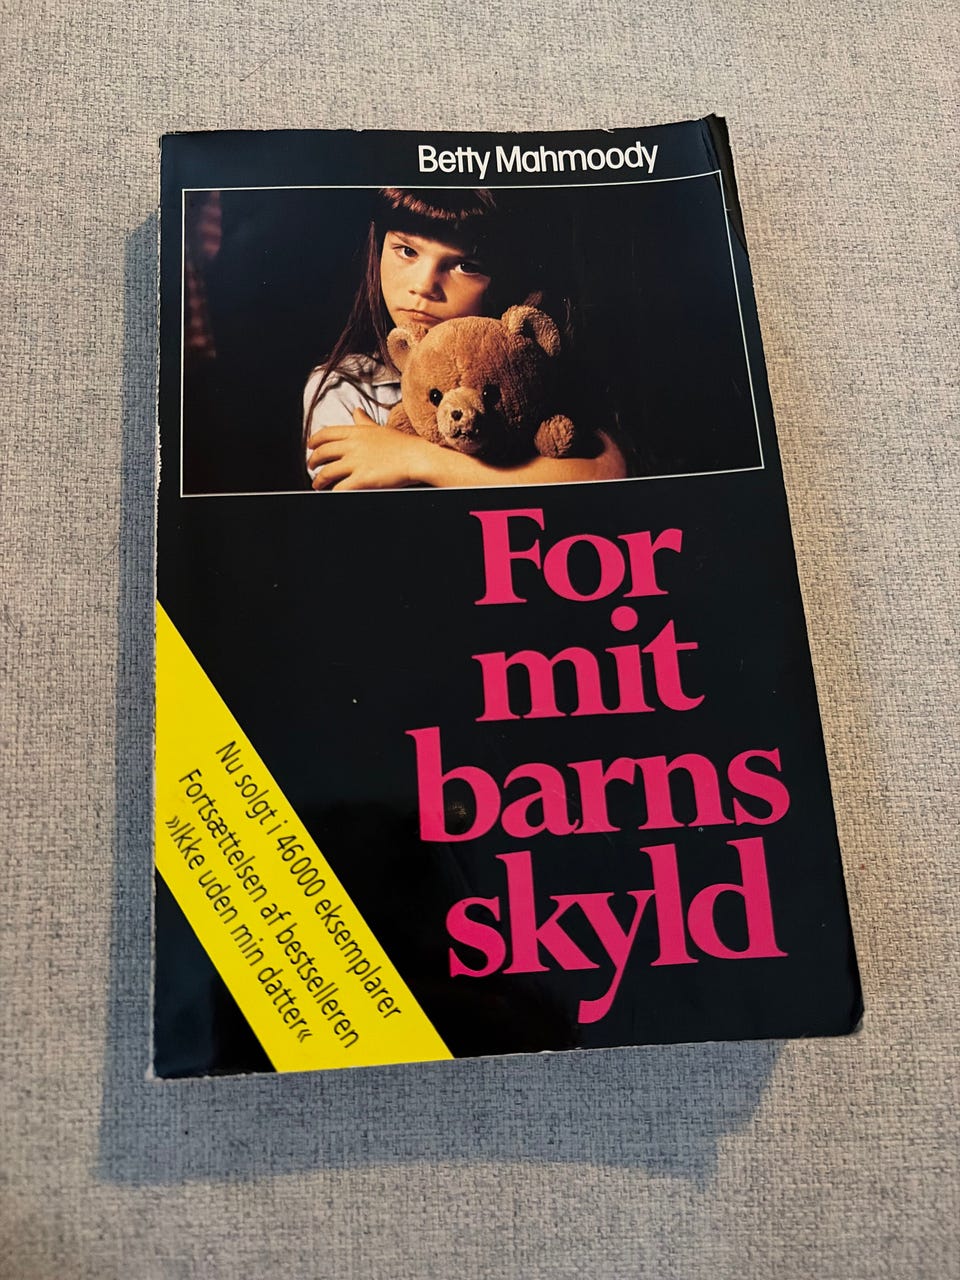 Betty Mahmoody
For
mit
barns
skyld
Nu solgt i 46000 eksemplarer
Fortsættelsen af bestselleren
»Ikke uden min datter«